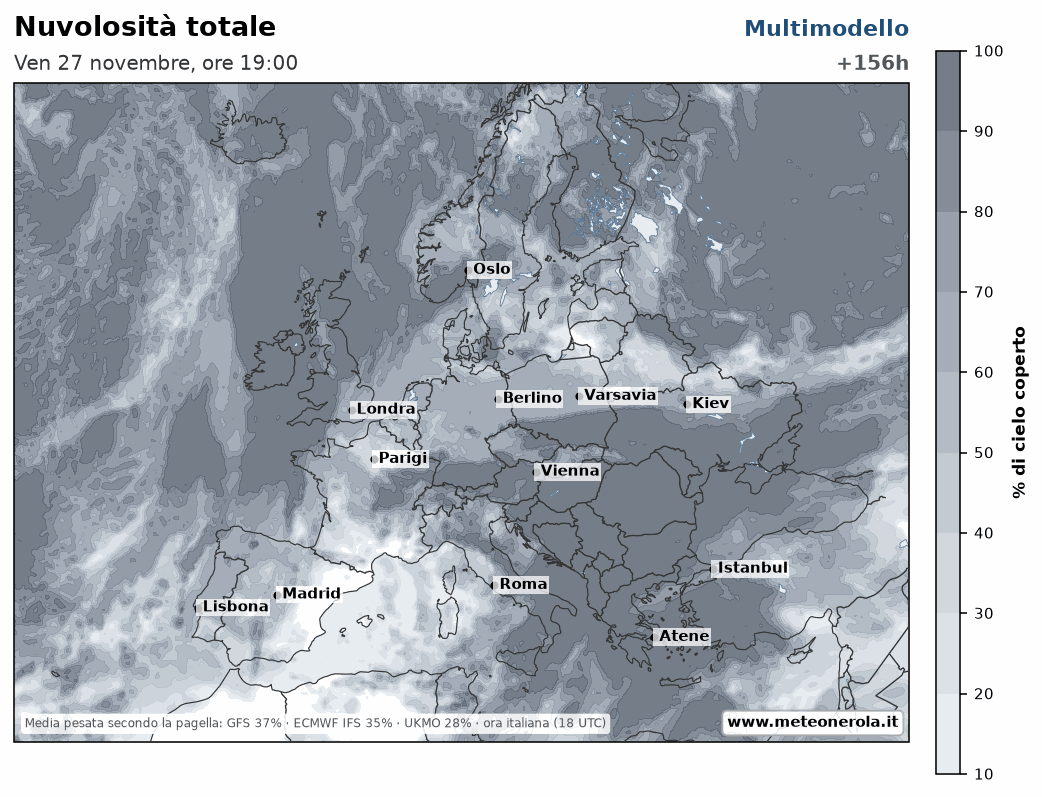 Nuvolosità totale
Multimodello
Ven 27 novembre, ore 19:00
+156h
100
90
80
70
60
50
40
30
20
10
% di cielo coperto
Oslo
Berlino
Varsavia
Kiev
Londra
Parigi
Vienna
Istanbul
Roma
Madrid
Lisbona
Atene
Media pesata secondo la pagella: GFS 37% · ECMWF IFS 35% · UKMO 28% · ora italiana (18 UTC)
www.meteonerola.it